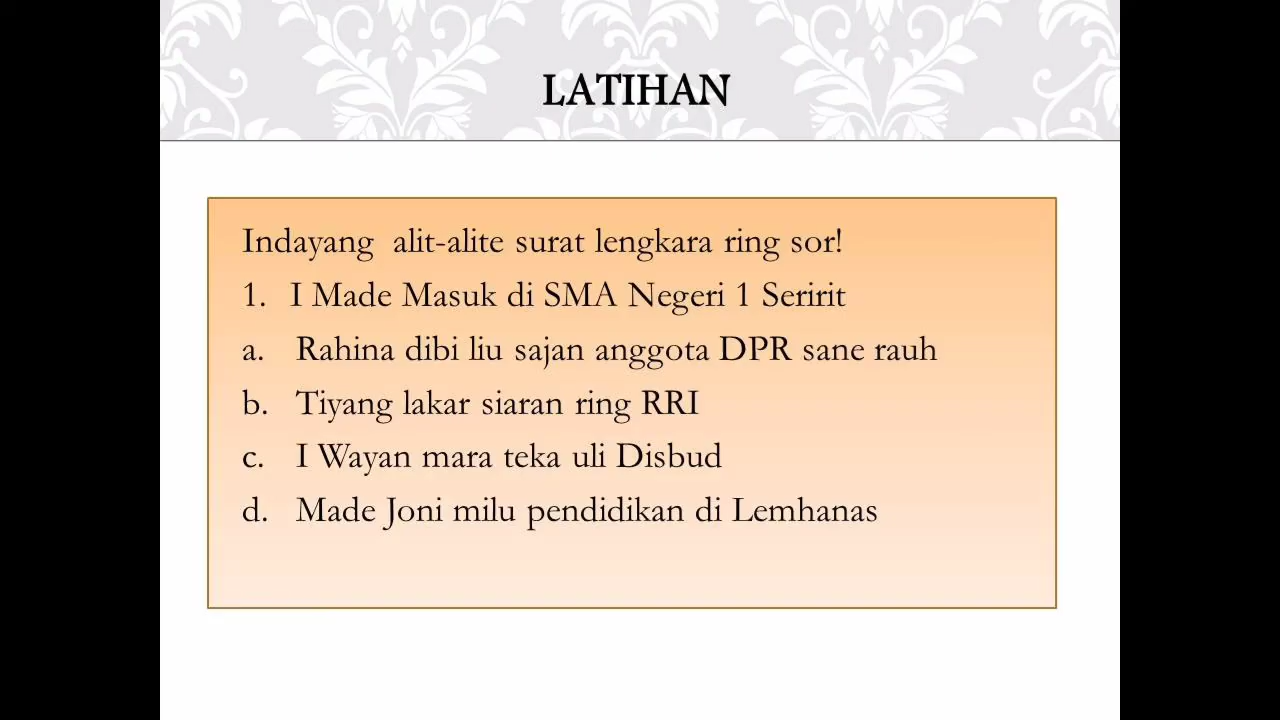 LATIHAN
Indayang alit-alite surat lengkara ring sor!
1. I Made Masuk di SMA Negeri 1 Seririt
a. Rahina dibi liu sajan anggota DPR sane rauh
b. Tiyang lakar siaran ring RRI
c. I Wayan mara teka uli Disbud
d. Made Joni milu pendidikan di Lemhanas